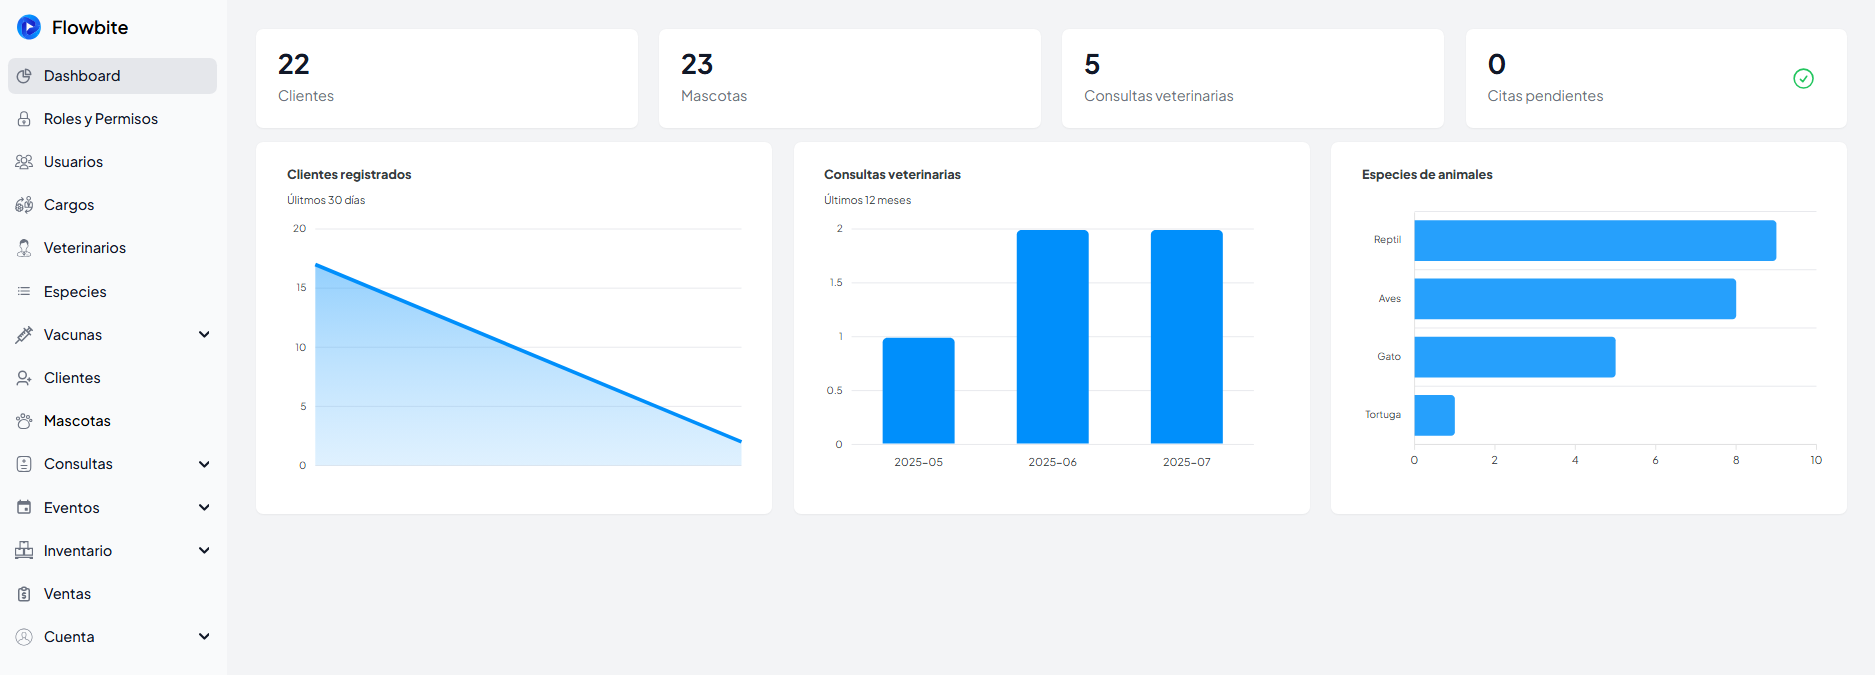 Flowbite
Dashboard
Roles y Permisos
Usuarios
Cargos
Veterinarios
Especies
Vacunas
Clientes
Mascotas
Consultas
Eventos
Inventario
Ventas
Cuenta
22
Clientes
23
Mascotas
5
Consultas veterinarias
0
Citas pendientes
Clientes registrados
Úlitmos 30 días
20
15
10
5
0
Consultas veterinarias
Últimos 12 meses
2
1.5
1
0.5
0
2025-05 2025-06 2025-07
Especies de animales
Reptil
Aves
Gato
Tortuga
0 2 4 6 8 10